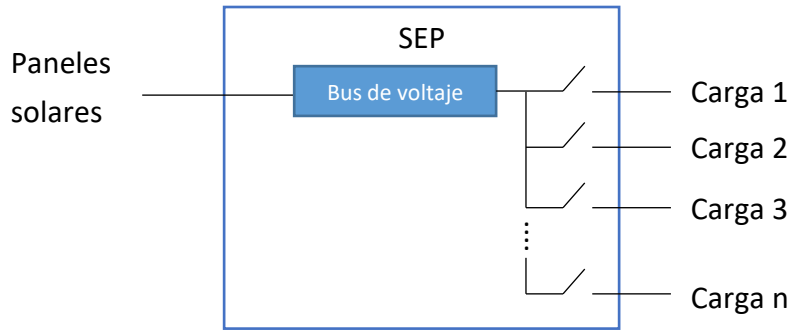 SEP
Paneles
solares
Bus de voltaje
Carga 1
Carga 2
Carga 3
Carga n